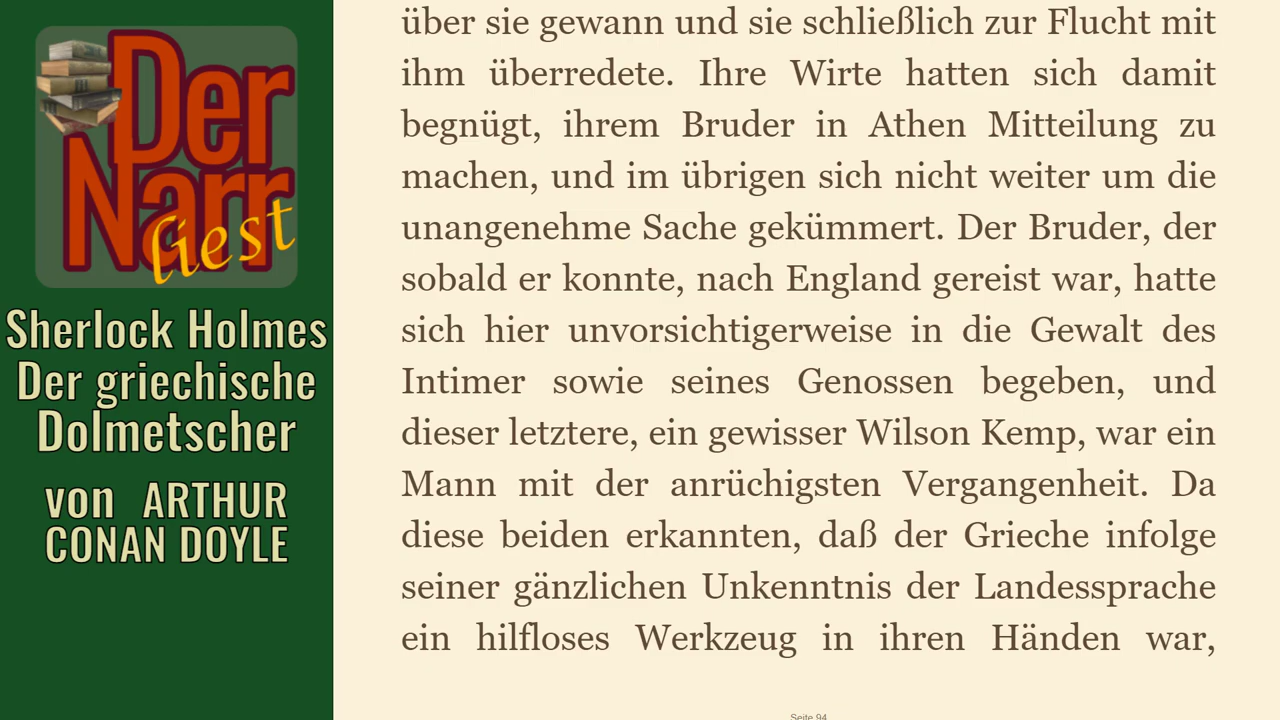 Der
Narr
liest
Sherlock Holmes
Der griechische
Dolmetscher
von ARTHUR
CONAN DOYLE
über sie gewann und sie schließlich zur Flucht mit
ihm überredete. Ihre Wirte hatten sich damit
begnügt, ihrem Bruder in Athen Mitteilung zu
machen, und im übrigen sich nicht weiter um die
unangenehme Sache gekümmert. Der Bruder, der
sobald er konnte, nach England gereist war, hatte
sich hier unvorsichtigerweise in die Gewalt des
Intimer sowie seines Genossen begeben, und
dieser letztere, ein gewisser Wilson Kemp, war ein
Mann mit der anrüchigsten Vergangenheit. Da
diese beiden erkannten, daß der Grieche infolge
seiner gänzlichen Unkenntnis der Landessprache
ein hilfloses Werkzeug in ihren Händen war,
Seite 94